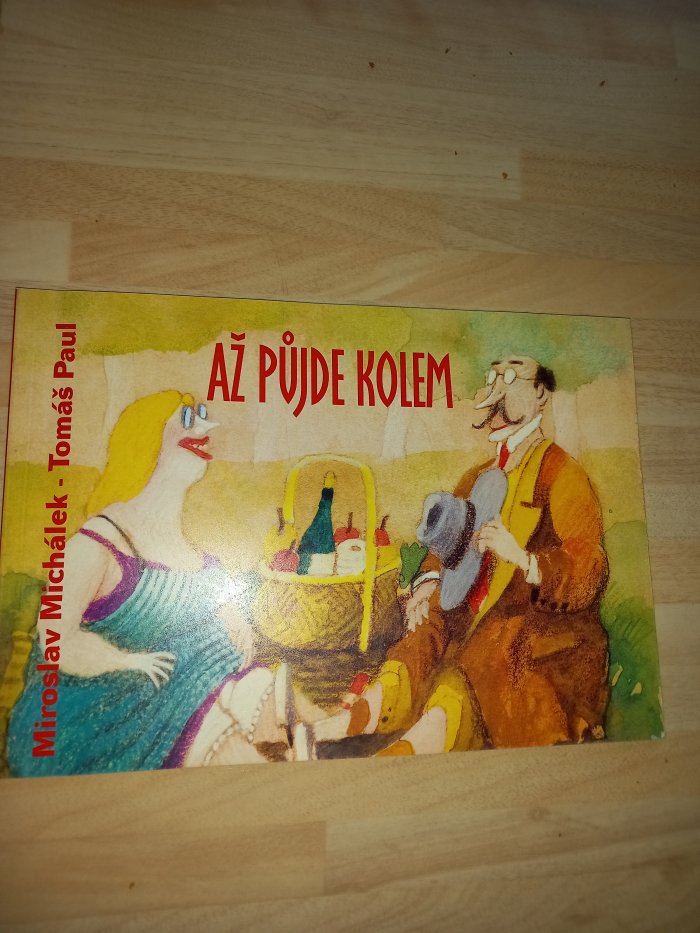 AŽ PŮJDE KOLEM
Miroslav Michálek - Tomáš Paul